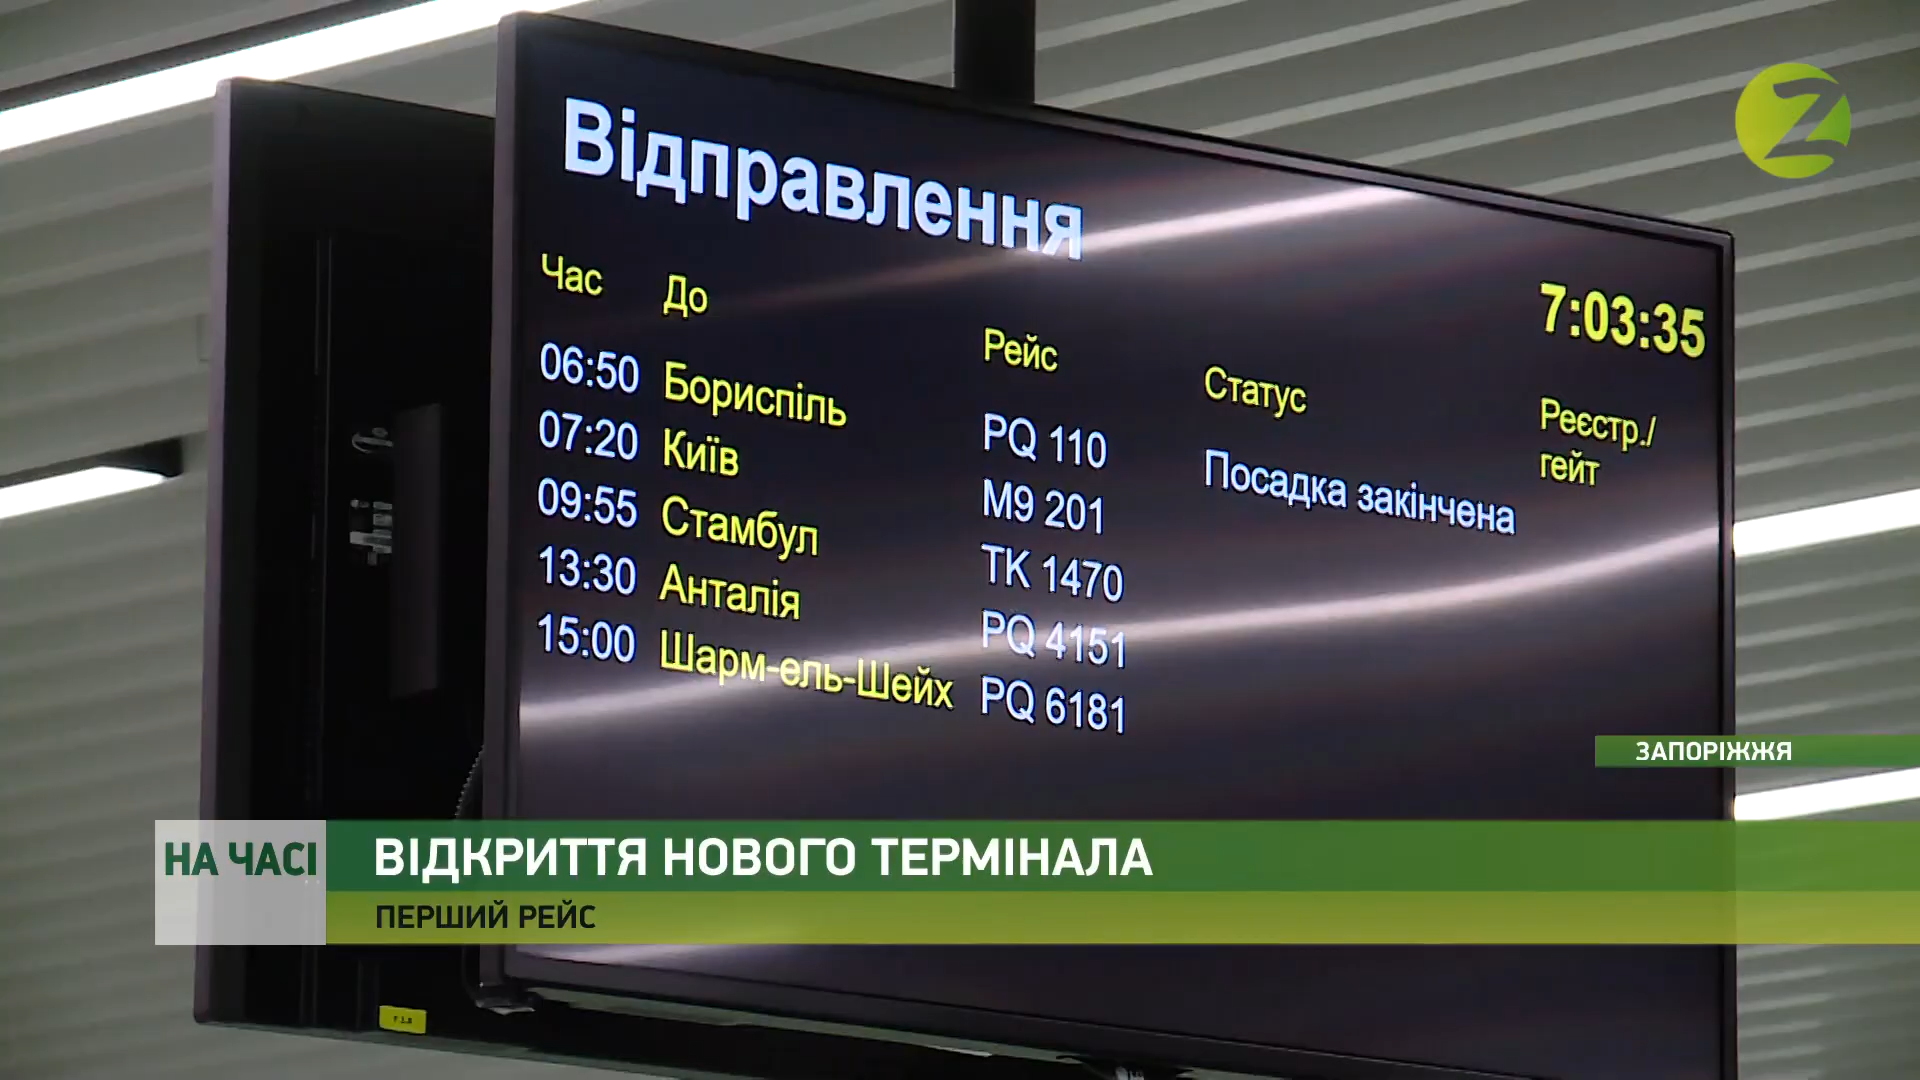 Відправлення
7:03:35
Час До Рейс Статус Реєстр./
гейт
06:50 Бориспіль PQ 110 Посадка закінчена
07:20 Київ M9 201
09:55 Стамбул TK 1470
13:30 Анталія PQ 4151
15:00 Шарм-ель-Шейх PQ 6181
ЗАПОРІЖЖЯ
НА ЧАСІ
ВІДКРИТТЯ НОВОГО ТЕРМІНАЛА
ПЕРШИЙ РЕЙС